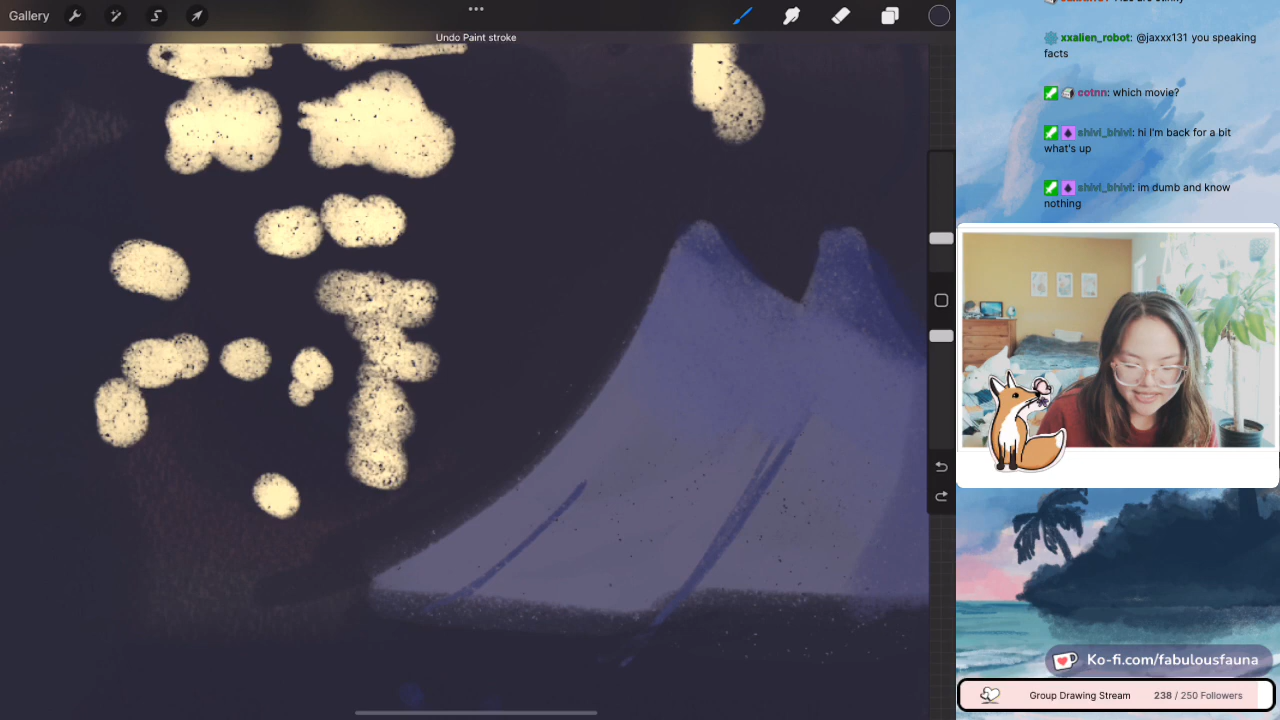 Gallery
Undo Paint stroke
xxalien_robot: @jaxxx131 you speaking
facts
cotnn: which movie?
shivi_bhivi: hi I'm back for a bit
what's up
shivi_bhivi: im dumb and know
nothing
Ko-fi.com/fabulousfauna
Group Drawing Stream 238 / 250 Followers